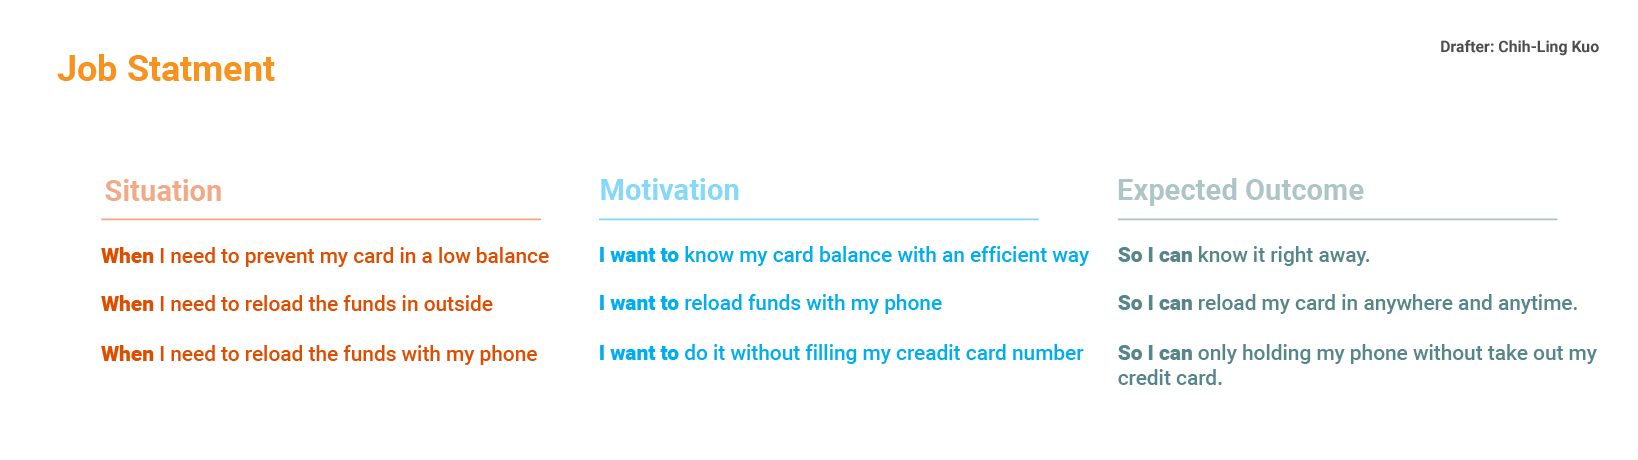 Drafter: Chih-Ling Kuo
Job Statment
Situation
When I need to prevent my card in a low balance
When I need to reload the funds in outside
When I need to reload the funds with my phone
Motivation
I want to know my card balance with an efficient way
I want to reload funds with my phone
I want to do it without filling my creadit card number
Expected Outcome
So I can know it right away.
So I can reload my card in anywhere and anytime.
So I can only holding my phone without take out my
credit card.